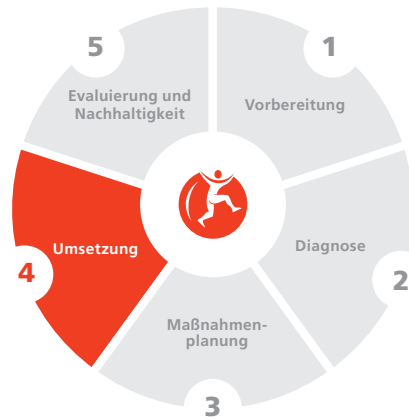 1
Vorbereitung
2
Diagnose
3
Maßnahmen-
planung
4
Umsetzung
5
Evaluierung und
Nachhaltigkeit